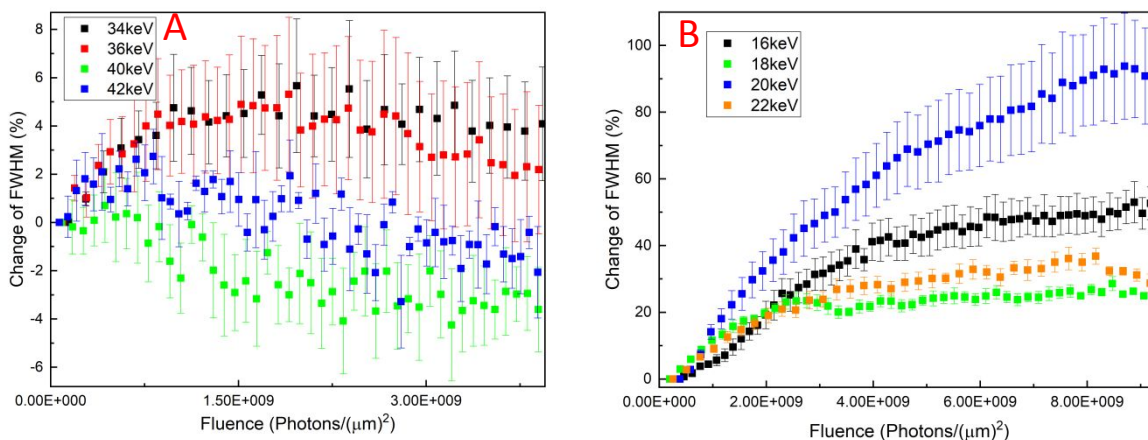 A
34keV
36keV
40keV
42keV
8
6
4
2
0
-2
-4
-6
Change of FWHM (%)
0.00E+000
1.50E+009
3.00E+009
Fluence (Photons/(μm)²)
B
16keV
18keV
20keV
22keV
100
80
60
40
20
0
Change of FWHM (%)
0.00E+000
2.00E+009
4.00E+009
6.00E+009
8.00E+009
Fluence (Photons/(μm)²)